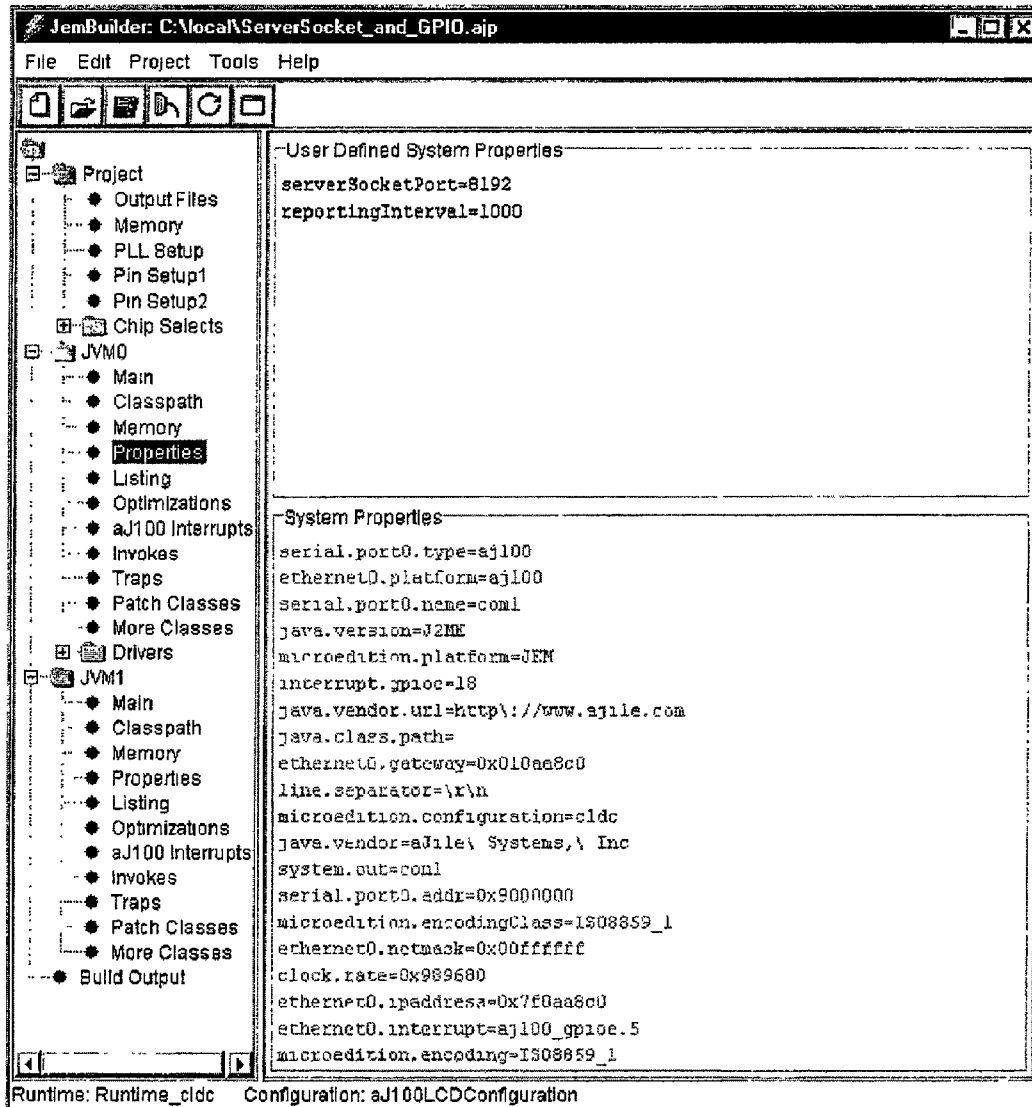 JemBuilder: C:\local\ServerSocket_and_GPIO.ajp
File Edit Project Tools Help
Project
Output Files
Memory
PLL Setup
Pin Setup1
Pin Setup2
Chip Selects
JVM0
Main
Classpath
Memory
Properties
Listing
Optimizations
aJ100 Interrupts
Invokes
Traps
Patch Classes
More Classes
Drivers
JVM1
Main
Classpath
Memory
Properties
Listing
Optimizations
aJ100 Interrupts
Invokes
Traps
Patch Classes
More Classes
Build Output
User Defined System Properties
serverSocketPort=8192
reportingInterval=1000
System Properties
serial.port0.type=aj100
ethernet0.platform=aj100
serial.port0.name=com1
java.version=J2ME
microedition.platform=JEM
interrupt.gpioc=18
java.vendor.url=http\://www.ajile.com
java.class.path=
ethernet0.gateway=0x010aa8c0
line.separator=\r\n
microedition.configuration=cldc
java.vendor=aJile\ Systems,\ Inc
system.out=com1
serial.port0.addr=0x9000000
microedition.encodingClass=ISO8859_1
ethernet0.netmask=0x00ffffff
clock.rate=0x989680
ethernet0.ipaddress=0x7f0aa8c0
ethernet0.interrupt=aj100_gpioe.5
microedition.encoding=ISO8859_1
Runtime: Runtime_cldc Configuration: aJ100LCDConfiguration